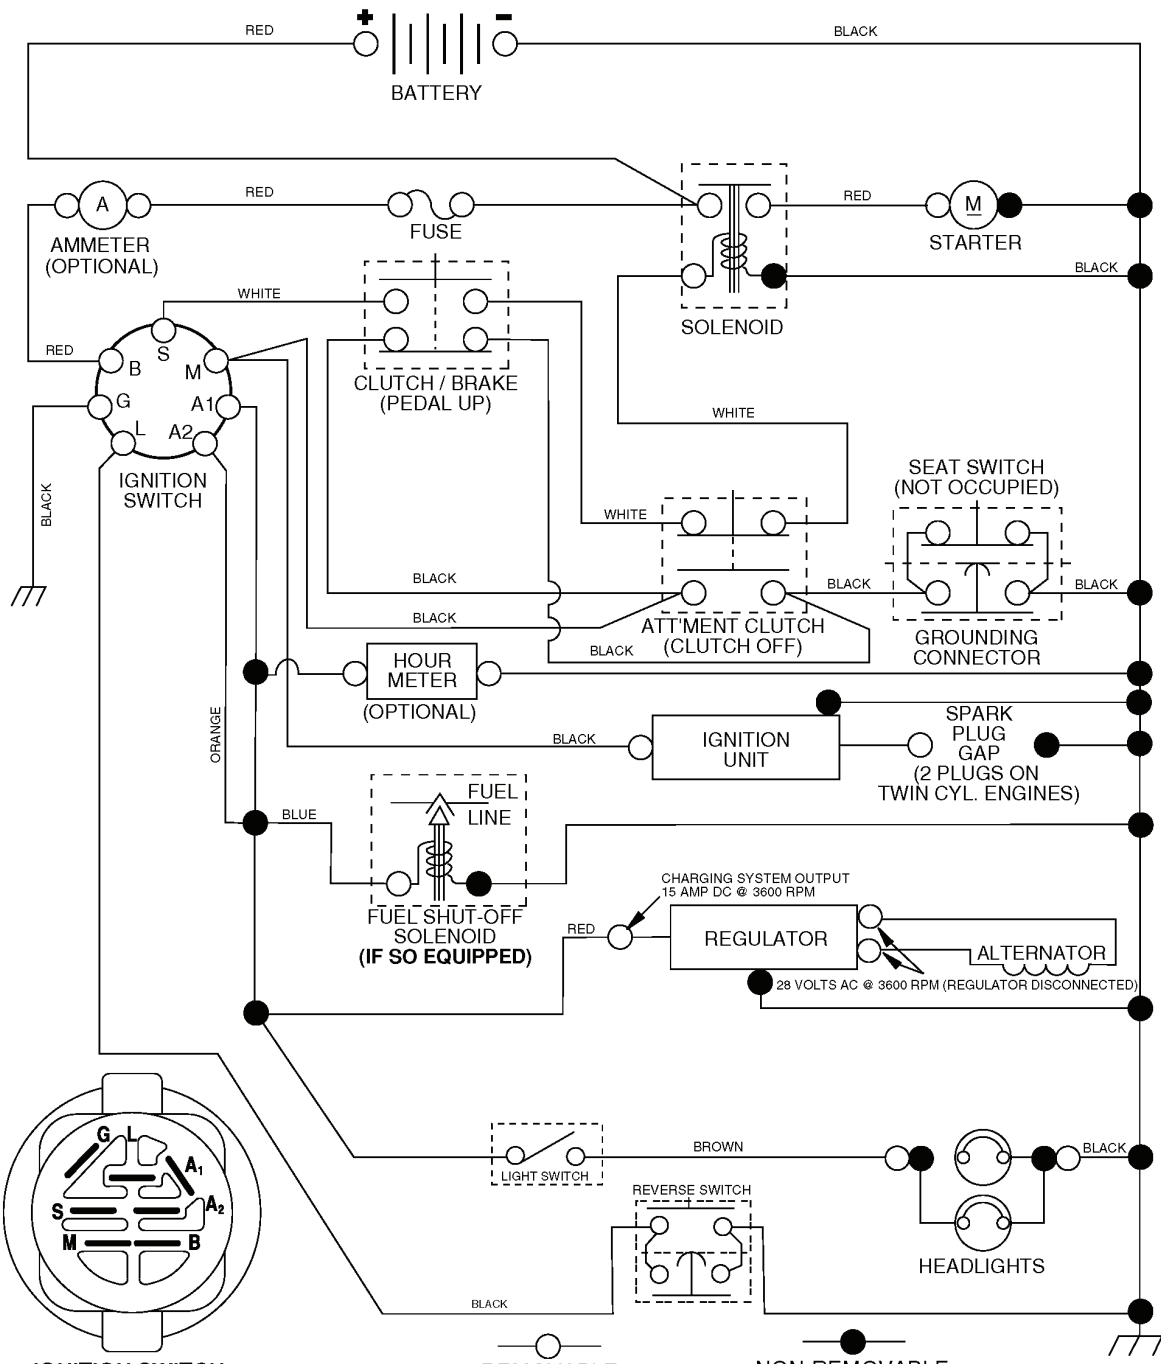 + −
RED
BLACK
BATTERY
A
RED
RED
M
AMMETER
(OPTIONAL)
FUSE
STARTER
BLACK
WHITE
SOLENOID
RED
B
S
M
G
A1
L
A2
CLUTCH / BRAKE
(PEDAL UP)
WHITE
IGNITION
SWITCH
BLACK
SEAT SWITCH
(NOT OCCUPIED)
WHITE
BLACK
BLACK
BLACK
BLACK
ATT'MENT CLUTCH
(CLUTCH OFF)
GROUNDING
CONNECTOR
BLACK
HOUR
METER
(OPTIONAL)
ORANGE
BLACK
IGNITION
UNIT
SPARK
PLUG
GAP
(2 PLUGS ON
TWIN CYL. ENGINES)
BLUE
FUEL
LINE
CHARGING SYSTEM OUTPUT
15 AMP DC @ 3600 RPM
FUEL SHUT-OFF
SOLENOID
(IF SO EQUIPPED)
RED
REGULATOR
ALTERNATOR
28 VOLTS AC @ 3600 RPM (REGULATOR DISCONNECTED)
G L
A1
S
A2
M B
BROWN
BLACK
LIGHT SWITCH
REVERSE SWITCH
HEADLIGHTS
BLACK